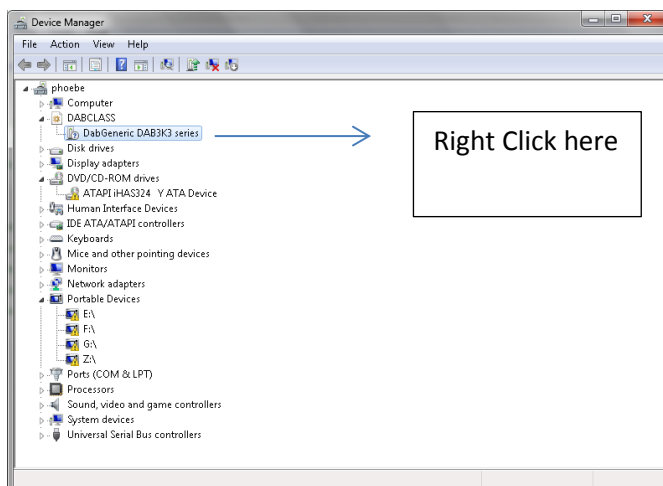 Device Manager
File Action View Help
phoebe
Computer
DABCLASS
DabGeneric DAB3K3 series
Right Click here
Disk drives
Display adapters
DVD/CD-ROM drives
ATAPI iHAS324 Y ATA Device
Human Interface Devices
IDE ATA/ATAPI controllers
Keyboards
Mice and other pointing devices
Monitors
Network adapters
Portable Devices
E:\
F:\
G:\
Z:\
Ports (COM & LPT)
Processors
Sound, video and game controllers
System devices
Universal Serial Bus controllers